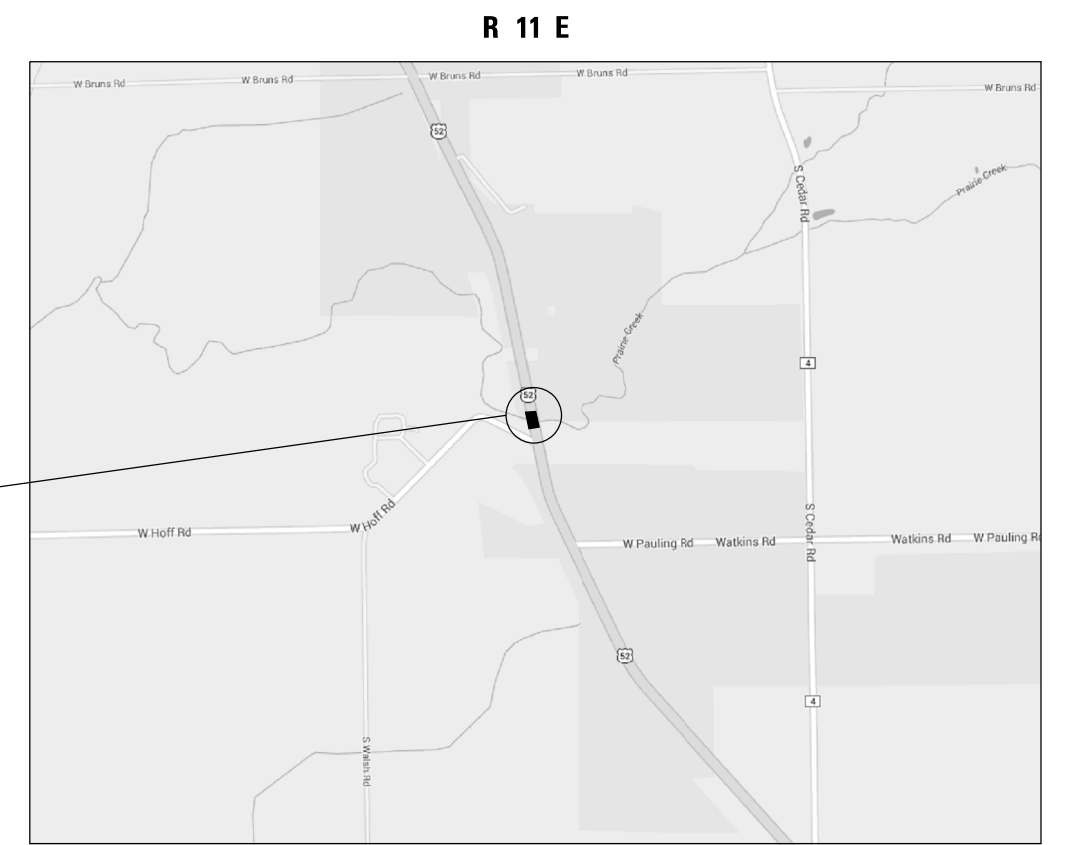 R 11 E
W Bruns Rd
W Bruns Rd
W Bruns Rd
W Bruns Rd
W Bruns Rd
52
S Cedar Rd
Prairie Creek
Prairie Creek
4
52
W Hoff Rd
W Hoff Rd
S Cedar Rd
W Pauling Rd
Watkins Rd
Watkins Rd
W Pauling Rd
52
4
S Walsh Rd